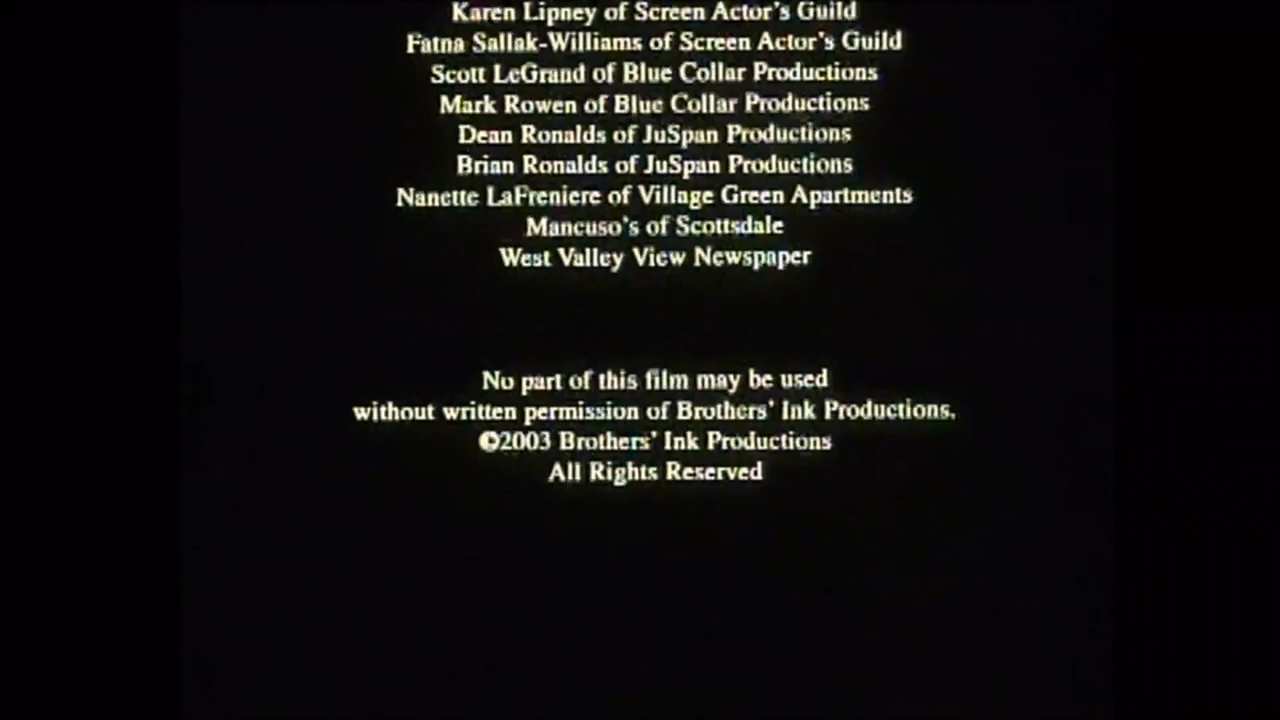 Karen Lipney of Screen Actor's Guild
Fatna Sallak-Williams of Screen Actor's Guild
Scott LeGrand of Blue Collar Productions
Mark Rowen of Blue Collar Productions
Dean Ronalds of JuSpan Productions
Brian Ronalds of JuSpan Productions
Nanette LaFreniere of Village Green Apartments
Mancuso's of Scottsdale
West Valley View Newspaper
No part of this film may be used
without written permission of Brothers' Ink Productions.
©2003 Brothers' Ink Productions
All Rights Reserved